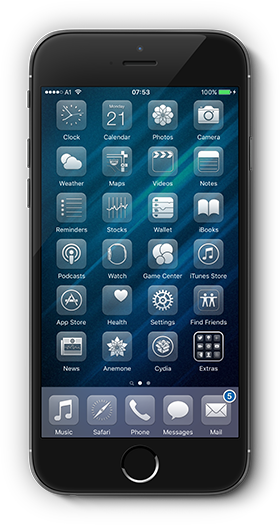 A1 07:53 100%
Monday
21
Clock Calendar Photos Camera
Weather Maps Videos Notes
Reminders Stocks Wallet iBooks
Podcasts Watch Game Center iTunes Store
App Store Health Settings Find Friends
News Anemone Cydia Extras
5
Music Safari Phone Messages Mail